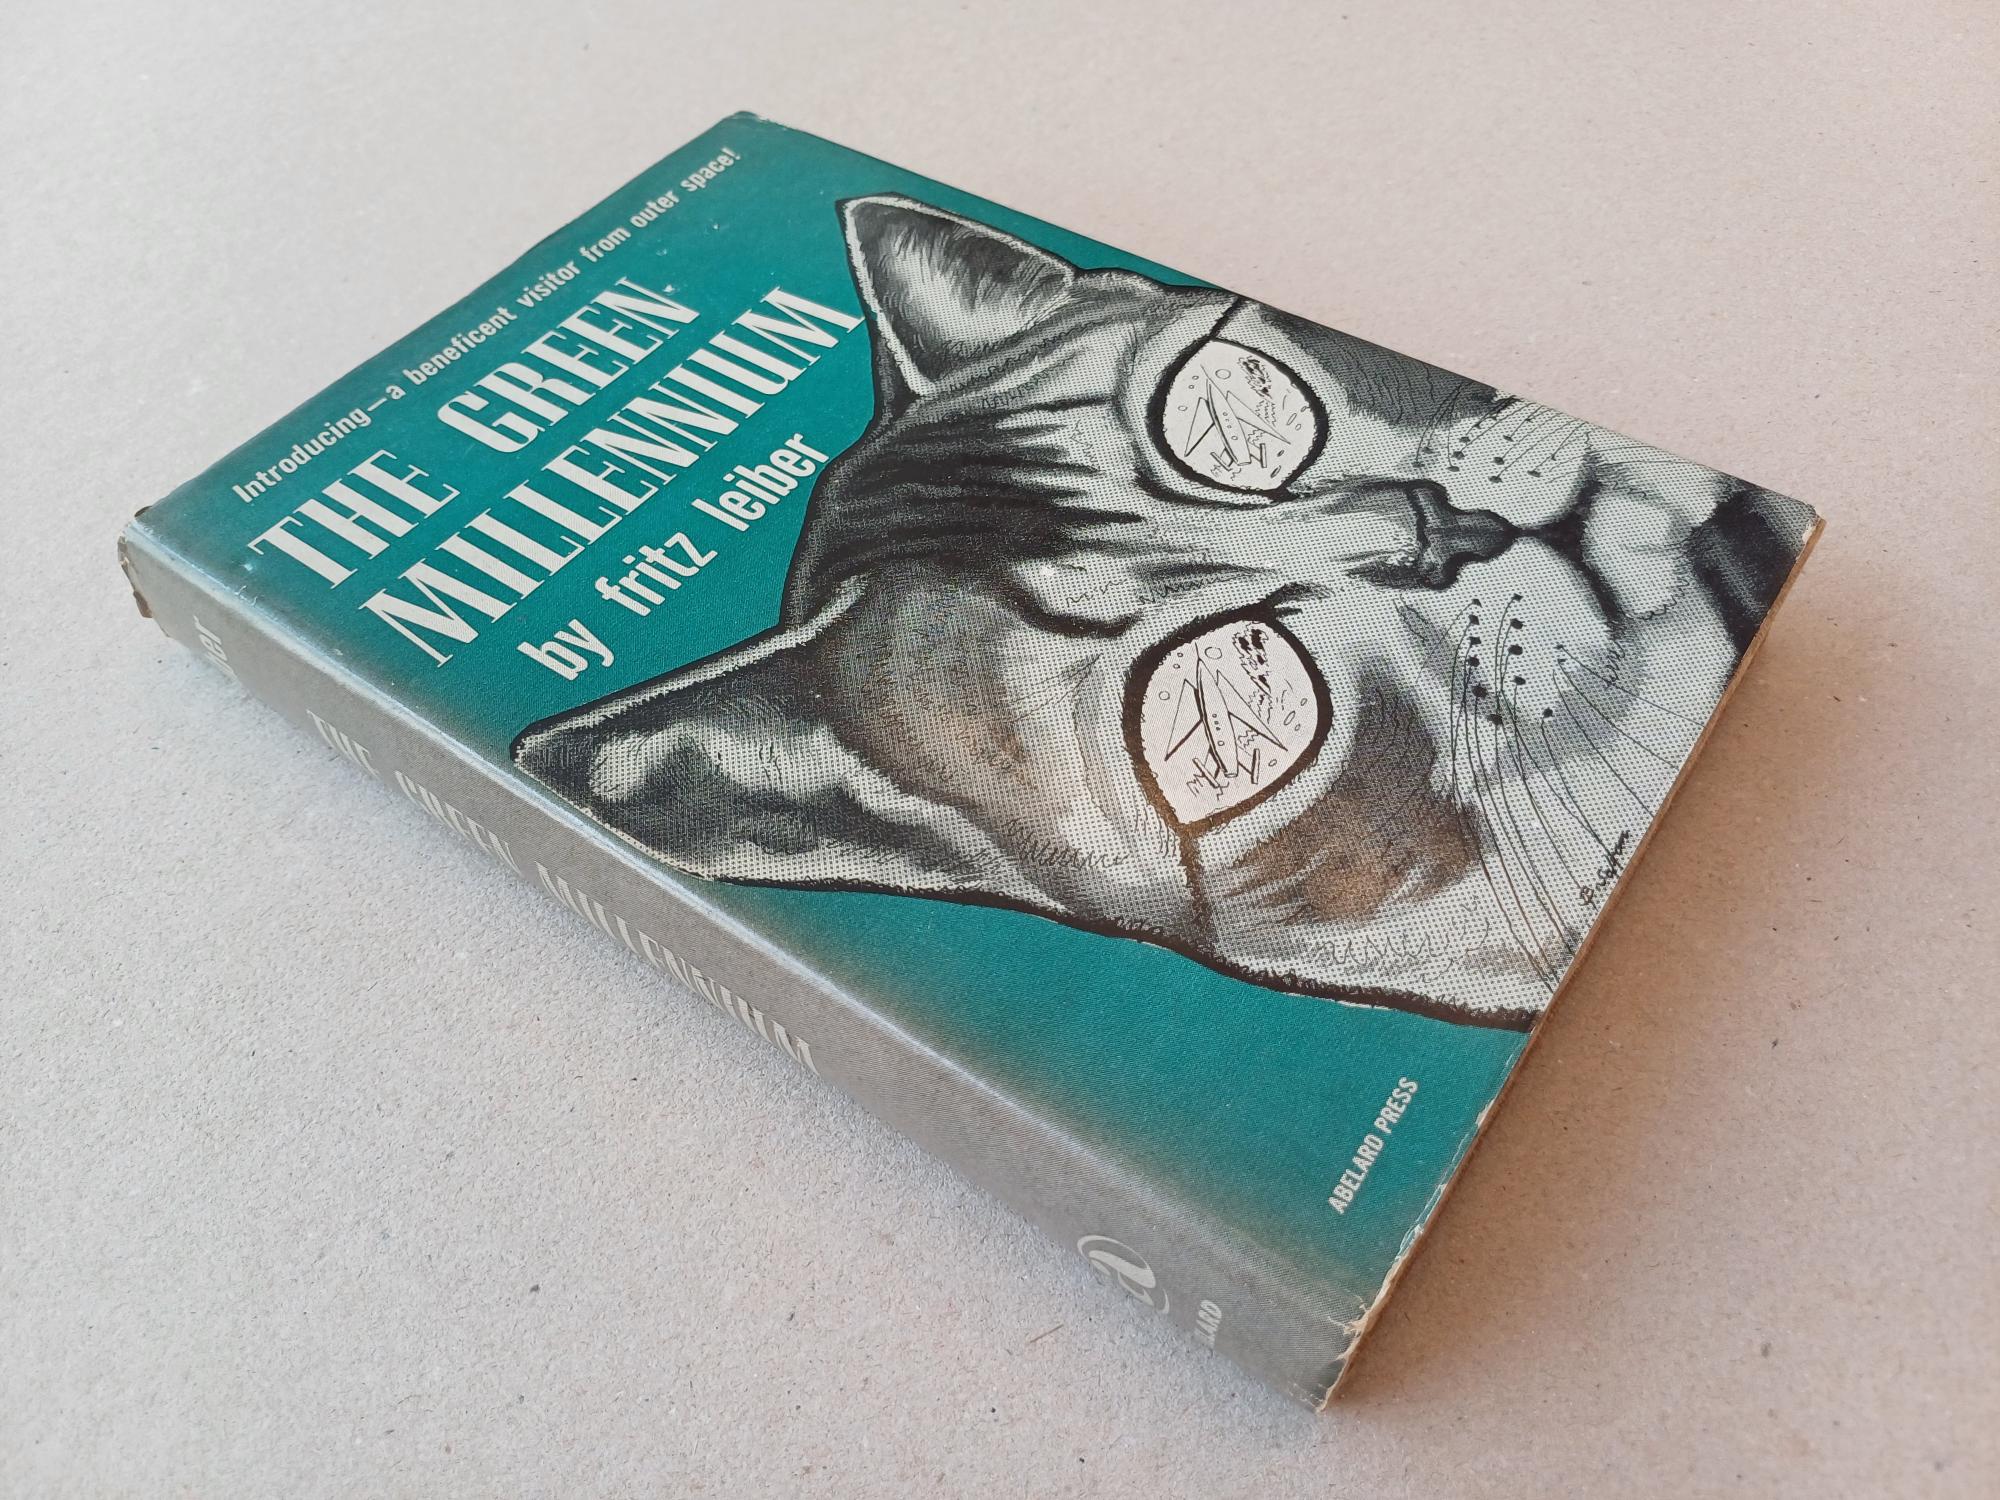 Introducing—a beneficent visitor from outer space!
THE GREEN
MILLENNIUM
by fritz leiber
ABELARD PRESS
THE GREEN MILLENNIUM
a